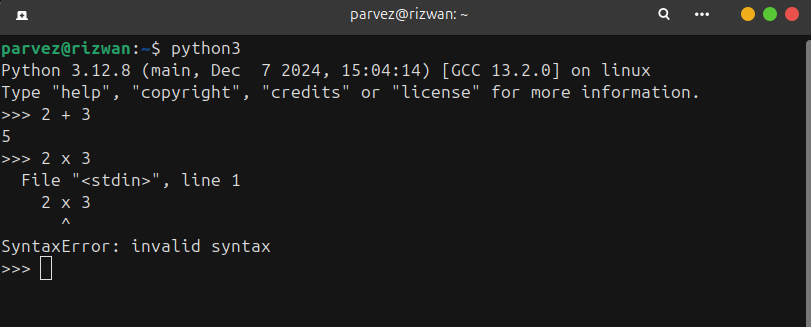 parvez@rizwan: ~
parvez@rizwan:~$ python3
Python 3.12.8 (main, Dec  7 2024, 15:04:14) [GCC 13.2.0] on linux
Type "help", "copyright", "credits" or "license" for more information.
>>> 2 + 3
5
>>> 2 x 3
  File "<stdin>", line 1
    2 x 3
      ^
SyntaxError: invalid syntax
>>>